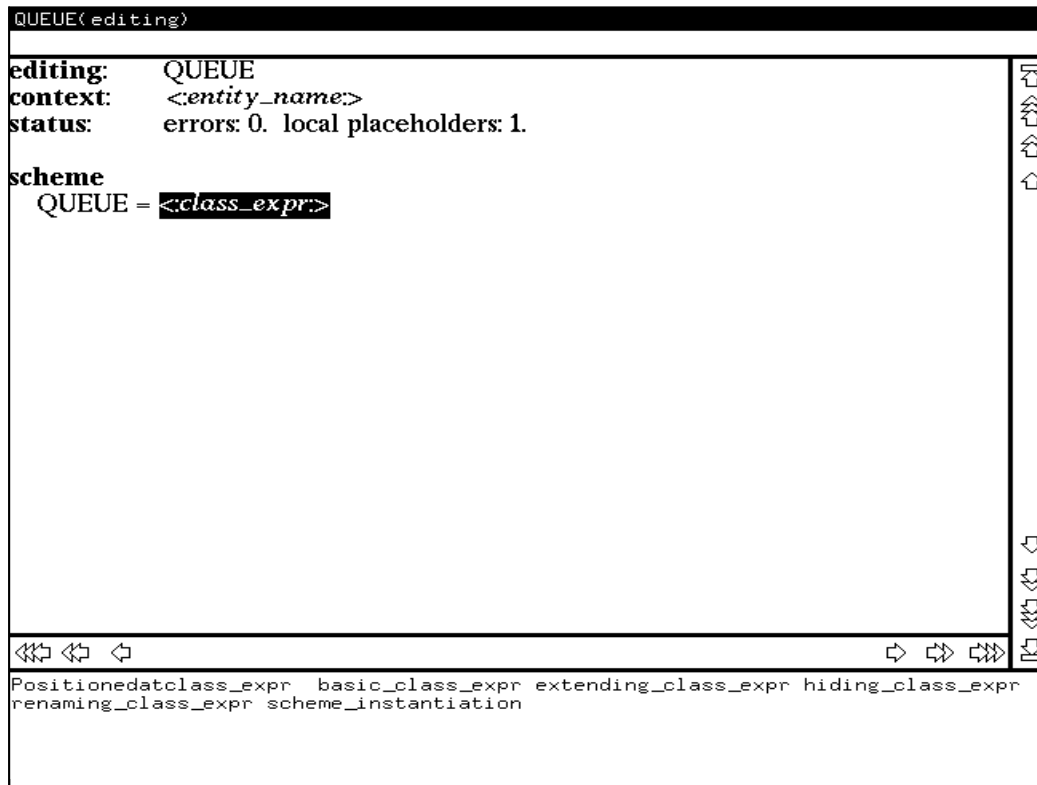 QUEUE(editing)
editing: QUEUE
context: <:entity_name:>
status: errors: 0. local placeholders: 1.
scheme
QUEUE = <:class_expr:>
Positionedatclass_expr basic_class_expr extending_class_expr hiding_class_expr
renaming_class_expr scheme_instantiation